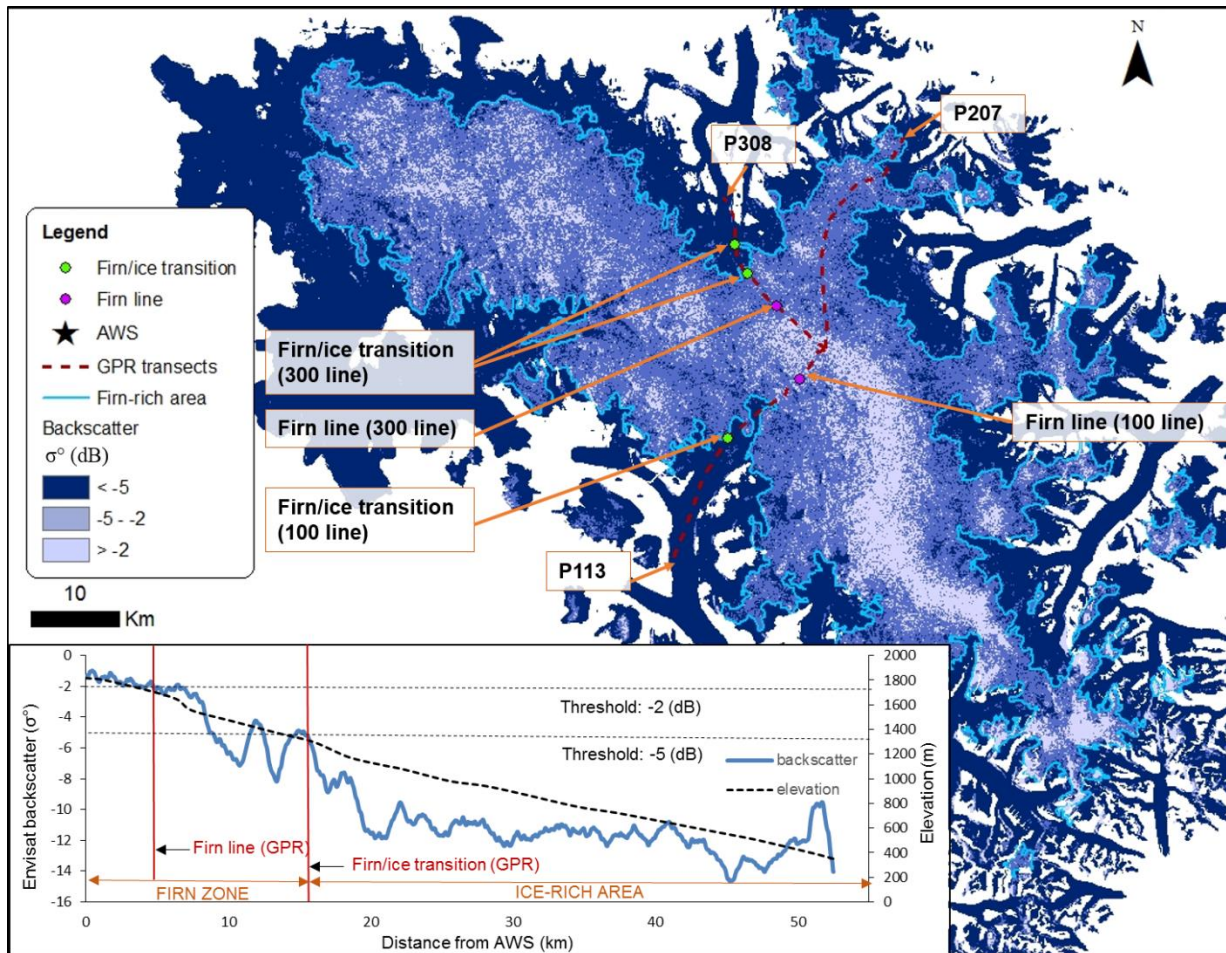 N
P207
P308
Legend
Firn/ice transition
Firn line
AWS
GPR transects
Firn-rich area
Backscatter
σ° (dB)
< -5
-5 - -2
> -2
10
Km
Firn/ice transition
(300 line)
Firn line (300 line)
Firn line (100 line)
Firn/ice transition
(100 line)
P113
0
-2
-4
-6
-8
-10
-12
-14
-16
Envisat backscatter (σ°)
Threshold: -2 (dB)
Threshold: -5 (dB)
backscatter
elevation
Firn line (GPR)
Firn/ice transition (GPR)
FIRN ZONE
ICE-RICH AREA
2000
1800
1600
1400
1200
1000
800
600
400
200
0
Elevation (m)
0
10
20
30
40
50
Distance from AWS (km)